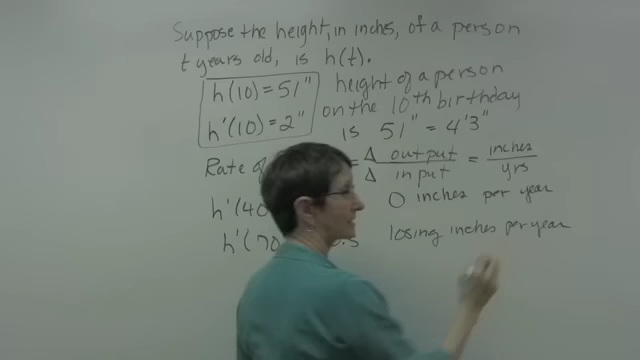 Suppose the height, in inches, of a person
t years old, is h(t).
h(10) = 51" height of a person
on the 10th birthday
h'(10) = 2" is 51" = 4'3"
Rate of = Δ output / Δ input = inches / yrs
h'(40 0 inches per year
h'(70 .5 losing inches per year